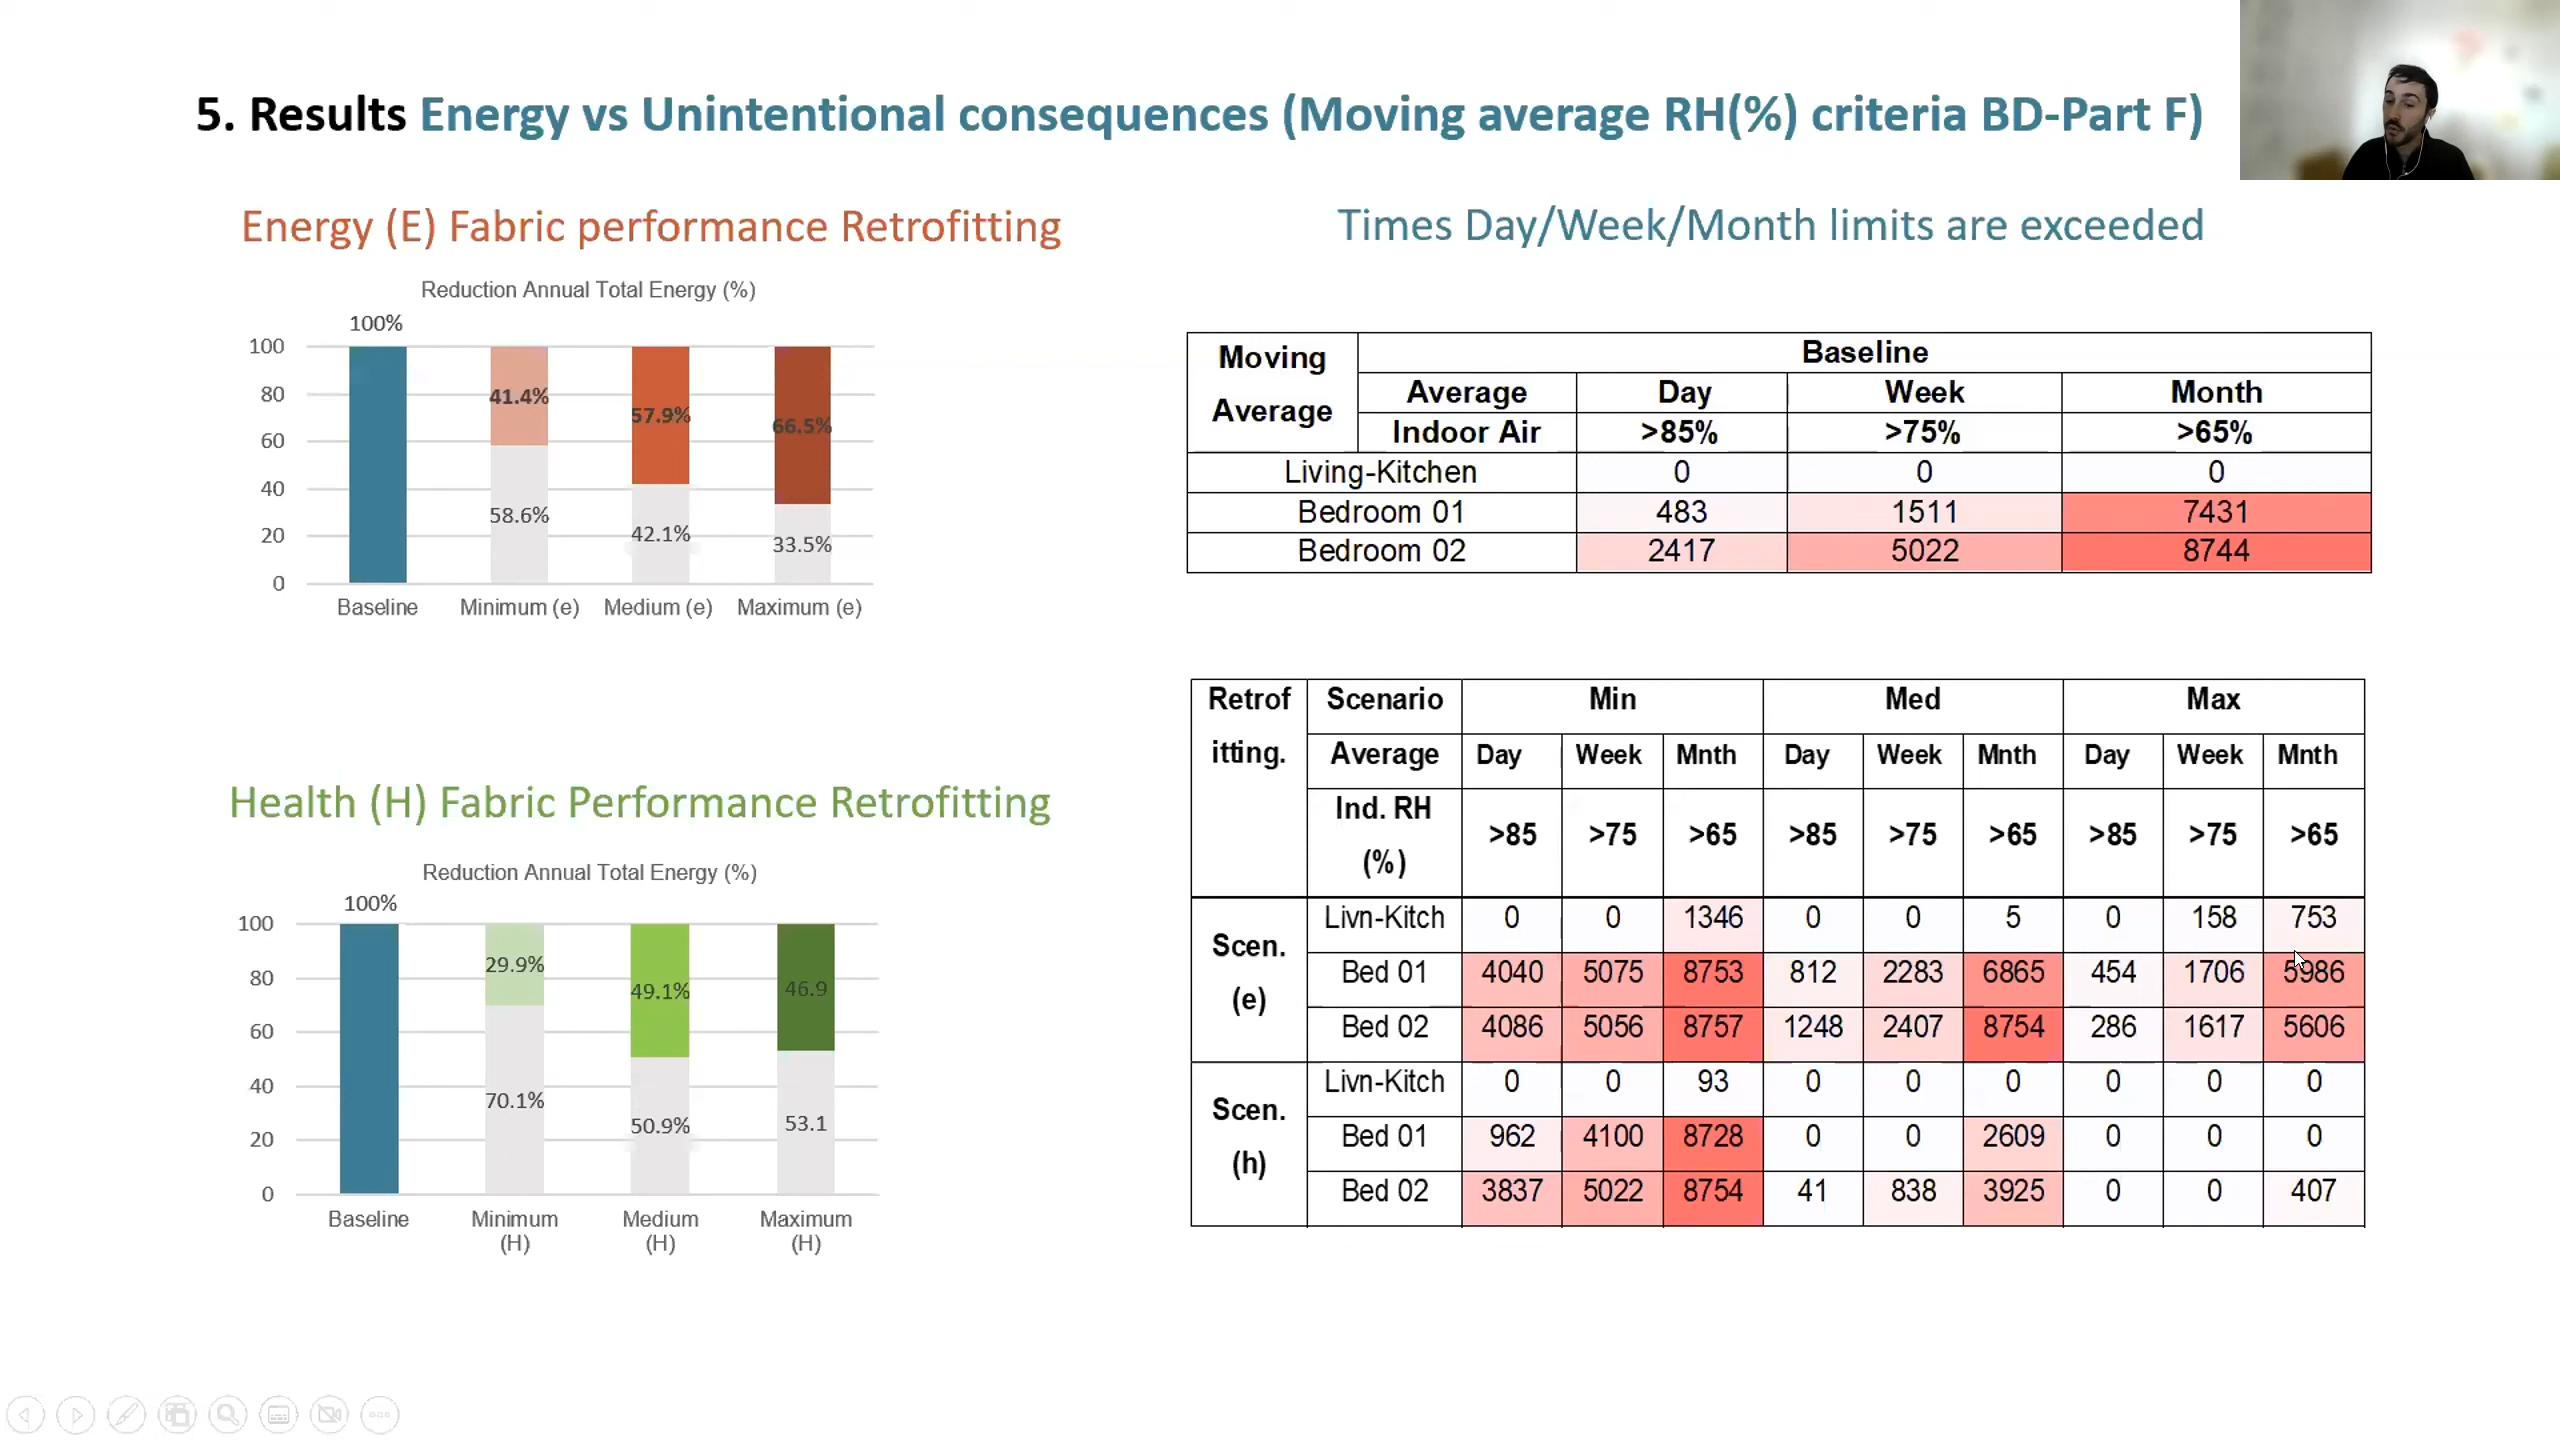 5. Results Energy vs Unintentional consequences (Moving average RH(%) criteria BD-Part F)
Energy (E) Fabric performance Retrofitting
Reduction Annual Total Energy (%)
100%
100
80
60
40
20
0
41.4%
57.9%
66.5%
58.6%
42.1%
33.5%
Baseline Minimum (e) Medium (e) Maximum (e)
Health (H) Fabric Performance Retrofitting
Reduction Annual Total Energy (%)
100%
100
80
60
40
20
0
29.9%
49.1%
46.9
70.1%
50.9%
53.1
Baseline Minimum (H) Medium (H) Maximum (H)
Times Day/Week/Month limits are exceeded
Moving Average Baseline
Average Day Week Month
Indoor Air >85% >75% >65%
Living-Kitchen 0 0 0
Bedroom 01 483 1511 7431
Bedroom 02 2417 5022 8744
Retrof itting. Scenario Min Med Max
Average Day Week Mnth Day Week Mnth Day Week Mnth
Ind. RH (%) >85 >75 >65 >85 >75 >65 >85 >75 >65
Scen. (e) Livn-Kitch 0 0 1346 0 0 5 0 158 753
Bed 01 4040 5075 8753 812 2283 6865 454 1706 5986
Bed 02 4086 5056 8757 1248 2407 8754 286 1617 5606
Scen. (h) Livn-Kitch 0 0 93 0 0 0 0 0 0
Bed 01 962 4100 8728 0 0 2609 0 0 0
Bed 02 3837 5022 8754 41 838 3925 0 0 407